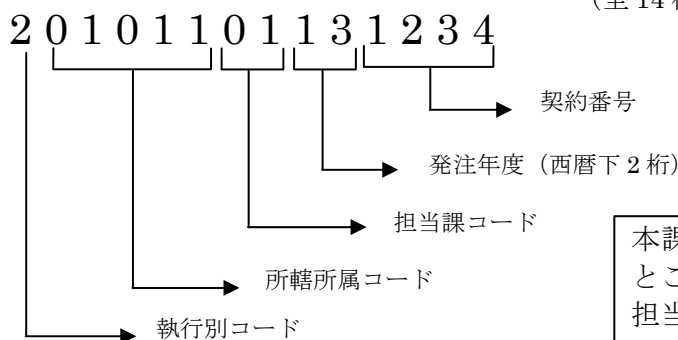 （全 14
2 0 1 0 1 1 0 1 1 3 1 2 3 4
契約番号
発注年度（西暦下 2 桁）
担当課コード
所轄所属コード
執行別コード
本課
とこ
担当